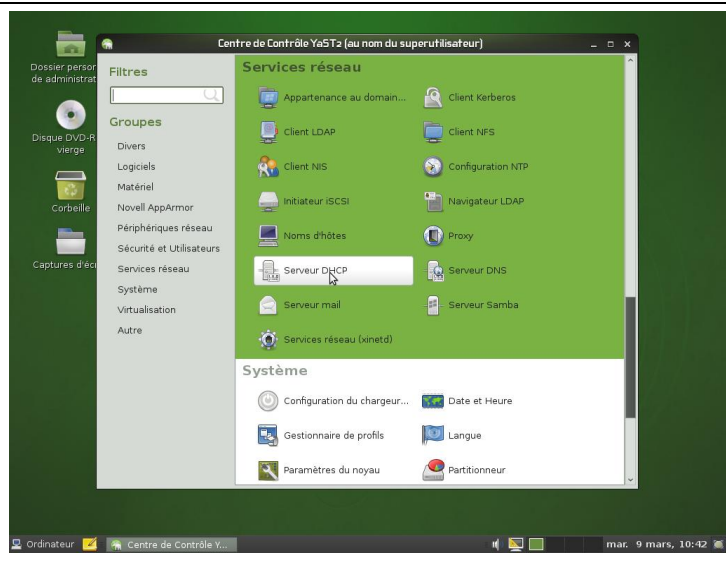 Centre de Contrôle YaST2 (au nom du superutilisateur)
Dossier person
de administrat
Disque DVD-R
vierge
Corbeille
Captures d'écr
Filtres
Groupes
Divers
Logiciels
Matériel
Novell AppArmor
Périphériques réseau
Sécurité et Utilisateurs
Services réseau
Système
Virtualisation
Autre
Services réseau
Appartenance au domain...
Client Kerberos
Client LDAP
Client NFS
Client NIS
Configuration NTP
Initiateur iSCSI
Navigateur LDAP
Noms d'hôtes
Proxy
Serveur DHCP
Serveur DNS
Serveur mail
Serveur Samba
Services réseau (xinetd)
Système
Configuration du chargeur...
Date et Heure
Gestionnaire de profils
Langue
Paramètres du noyau
Partitionneur
Ordinateur
Centre de Contrôle Y...
mar. 9 mars, 10:42